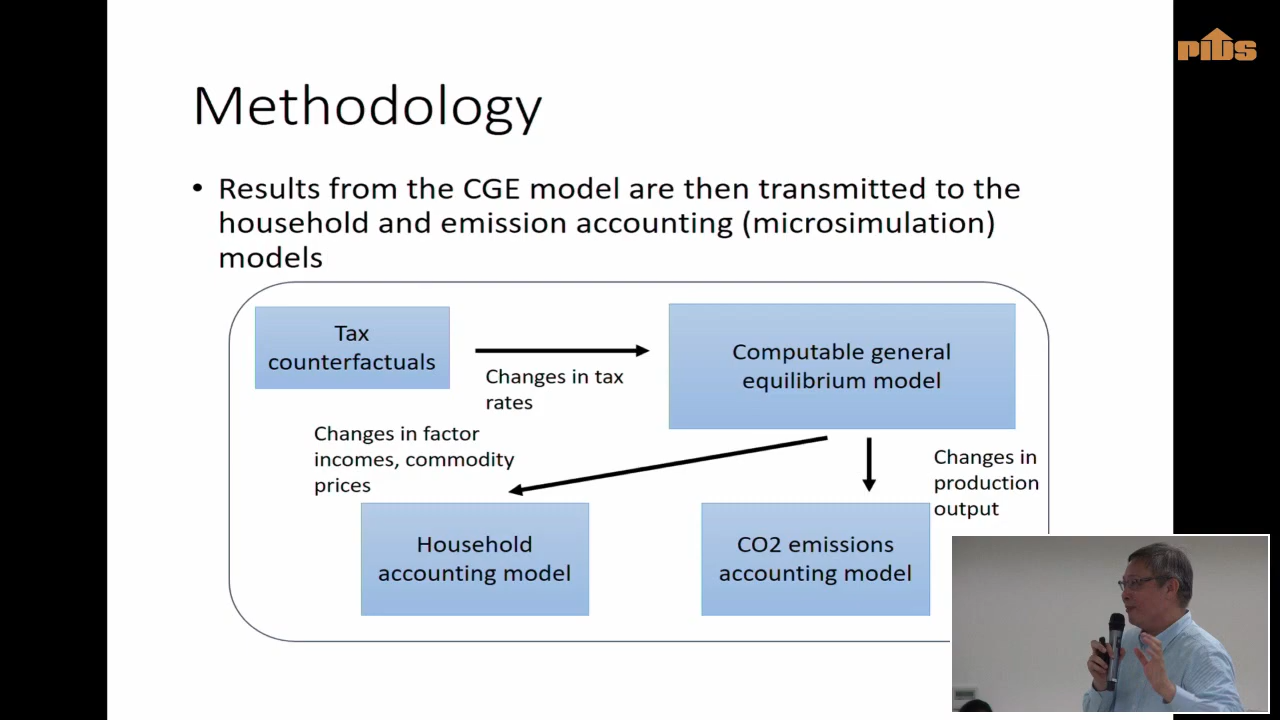 PIDS
Methodology
• Results from the CGE model are then transmitted to the
household and emission accounting (microsimulation)
models
Tax
counterfactuals
Changes in tax
rates
Computable general
equilibrium model
Changes in factor
incomes, commodity
prices
Changes in
production
output
Household
accounting model
CO2 emissions
accounting model